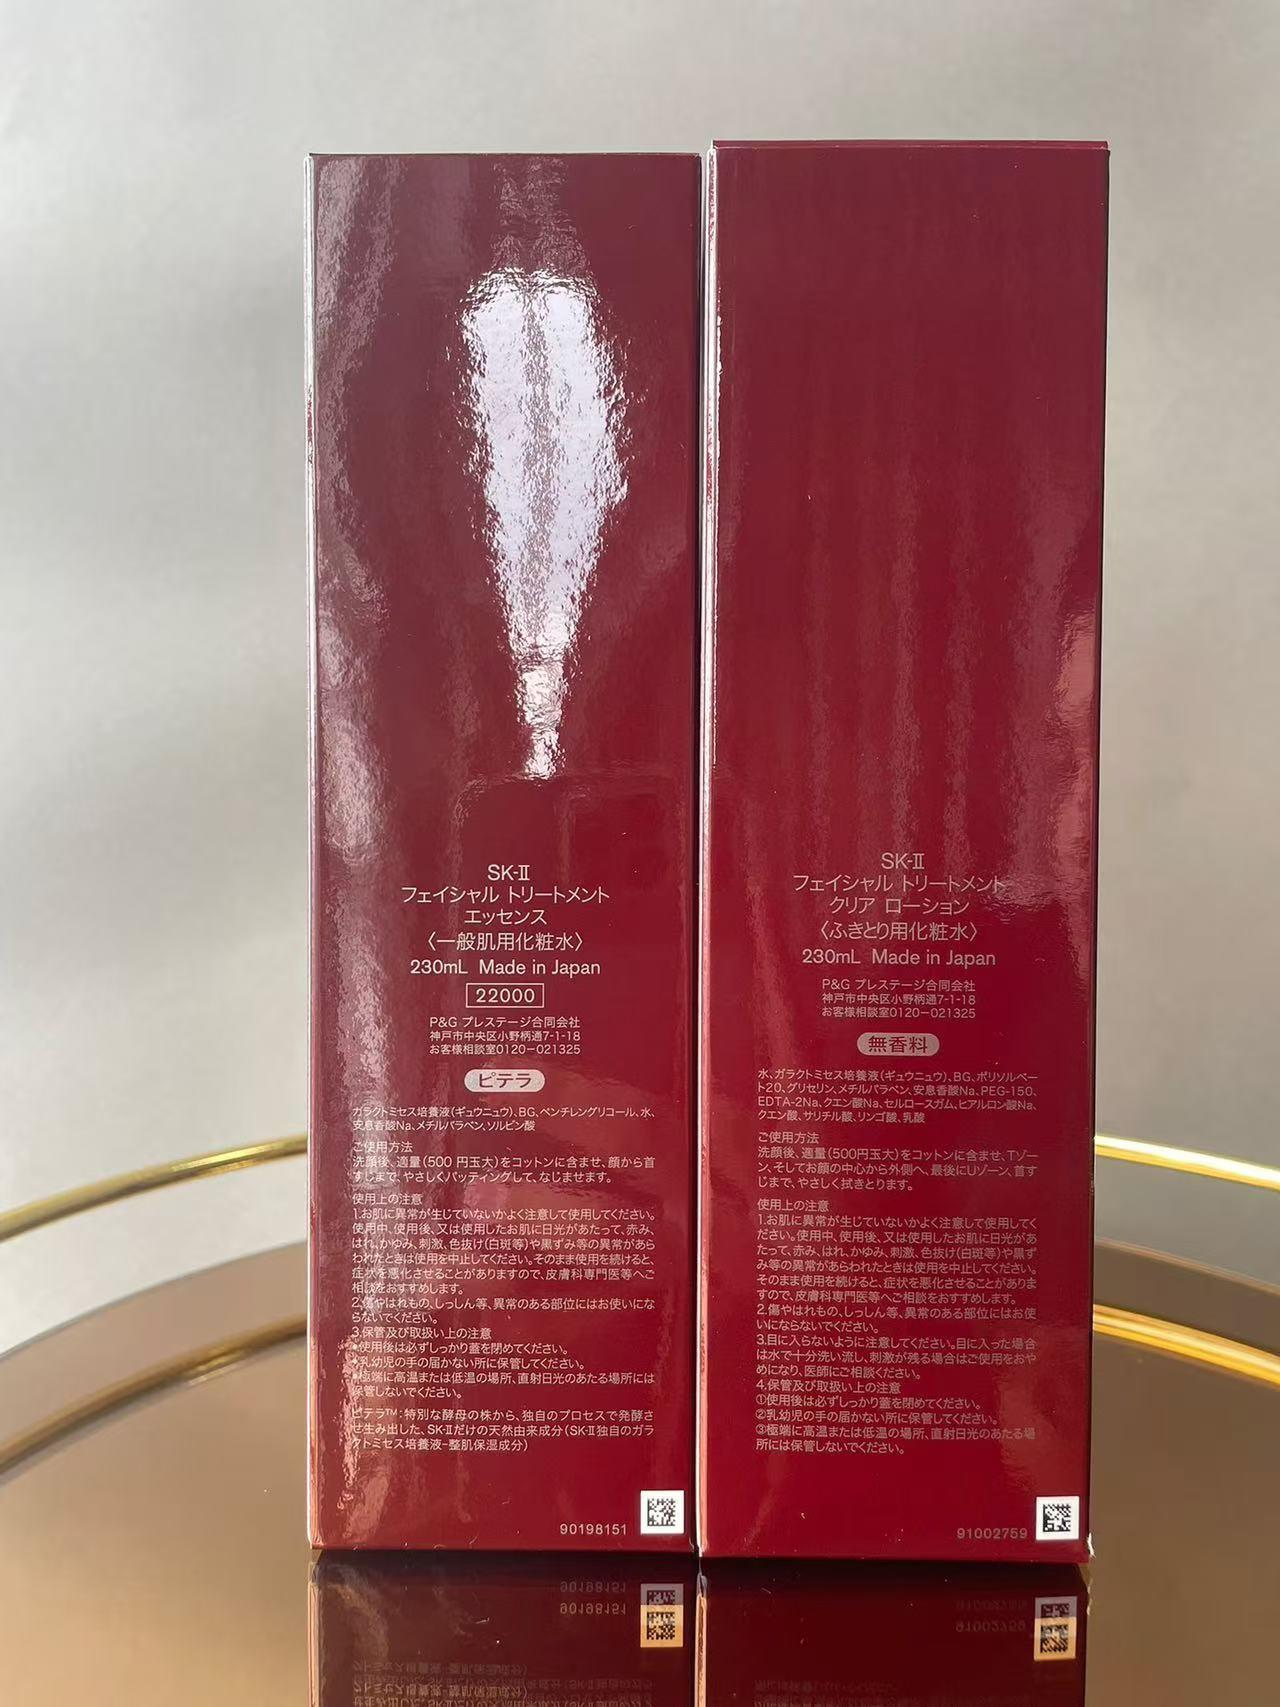 SK-II
フェイシャル トリートメント
エッセンス
〈一般肌用化粧水〉
230mL Made in Japan
22000
P&G プレステージ合同会社
神戸市中央区小野柄通7-1-18
お客様相談室0120-021325
ピテラ
ガラクトミセス培養液(ギュウニュウ)、BG、ペンチレングリコール、水、
安息香酸Na、メチルパラベン、ソルビン酸
ご使用方法
洗顔後、適量(500 円玉大)をコットンに含ませ、顔から首
すじまで、やさしくパッティングして、なじませます。
使用上の注意
1.お肌に異常が生じていないかよく注意して使用してください。
使用中、使用後、又は使用したお肌に日光があたって、赤み、
はれ、かゆみ、刺激、色抜け(白斑等)や黒ずみ等の異常があら
われたときは使用を中止してください。そのまま使用を続けると、
症状を悪化させることがありますので、皮膚科専門医等へご
相談をおすすめします。
2.傷やはれもの、しっしん等、異常のある部位にはお使いにな
らないでください。
3.保管及び取扱い上の注意
•使用後は必ずしっかり蓋を閉めてください。
•乳幼児の手の届かない所に保管してください。
•極端に高温または低温の場所、直射日光のあたる場所には
保管しないでください。
ピテラ™:特別な酵母の株から、独自のプロセスで発酵さ
せ生み出した、SK-IIだけの天然由来成分(SK-II独自のガラ
クトミセス培養液-整肌保湿成分)
90198151
SK-II
フェイシャル トリートメント
クリア ローション
〈ふきとり用化粧水〉
230mL Made in Japan
P&G プレステージ合同会社
神戸市中央区小野柄通7-1-18
お客様相談室0120-021325
無香料
水、ガラクトミセス培養液(ギュウニュウ)、BG、ポリソルベー
ト20、グリセリン、メチルパラベン、安息香酸Na、PEG-150、
EDTA-2Na、クエン酸Na、セルロースガム、ヒアルロン酸Na、
クエン酸、サリチル酸、リンゴ酸、乳酸
ご使用方法
洗顔後、適量(500円玉大)をコットンに含ませ、Tゾー
ン、そしてお顔の中心から外側へ、最後にUゾーン、首す
じまで、やさしく拭きとります。
使用上の注意
1.お肌に異常が生じていないかよく注意して使用してく
ださい。使用中、使用後、又は使用したお肌に日光があ
たって、赤み、はれ、かゆみ、刺激、色抜け(白斑等)や黒ず
み等の異常があらわれたときは使用を中止してください。
そのまま使用を続けると、症状を悪化させることがありま
すので、皮膚科専門医等へご相談をおすすめします。
2.傷やはれもの、しっしん等、異常のある部位にはお使
いにならないでください。
3.目に入らないように注意してください。目に入った場合
は水で十分洗い流し、刺激が残る場合はご使用をおや
めになり、医師にご相談ください。
4.保管及び取扱い上の注意
①使用後は必ずしっかり蓋を閉めてください。
②乳幼児の手の届かない所に保管してください。
③極端に高温または低温の場所、直射日光のあたる場
所には保管しないでください。
91002759